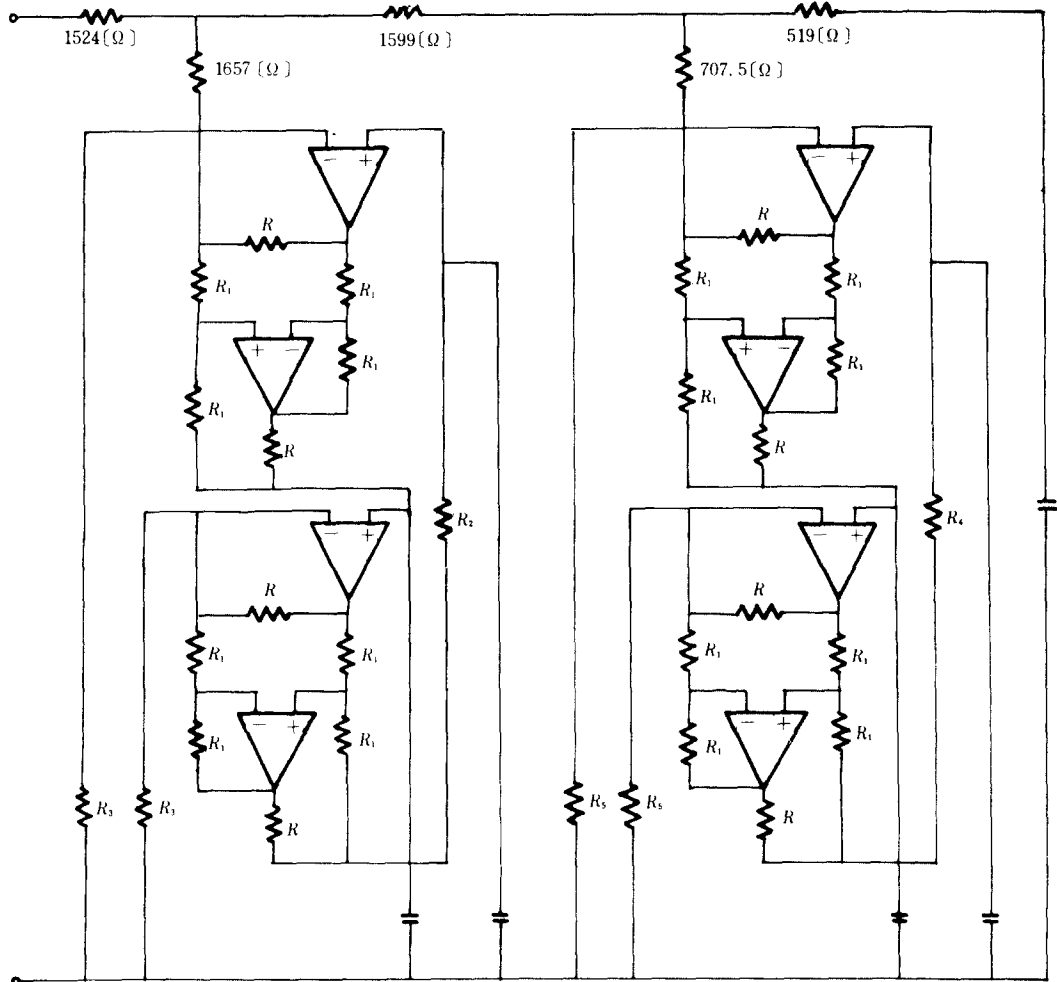 1524〔Ω〕
1599〔Ω〕
519〔Ω〕
1657〔Ω〕
707.5〔Ω〕
− +
− +
R
R
R₁
R₁
R₁
R₁
+ −
+ −
R₁
R₁
R₁
R₁
R
R
− +
R₂
− +
R₄
R
R
R₁
R₁
R₁
R₁
− +
− +
R₁
R₁
R₁
R₁
R₃
R₃
R
R₅
R₅
R